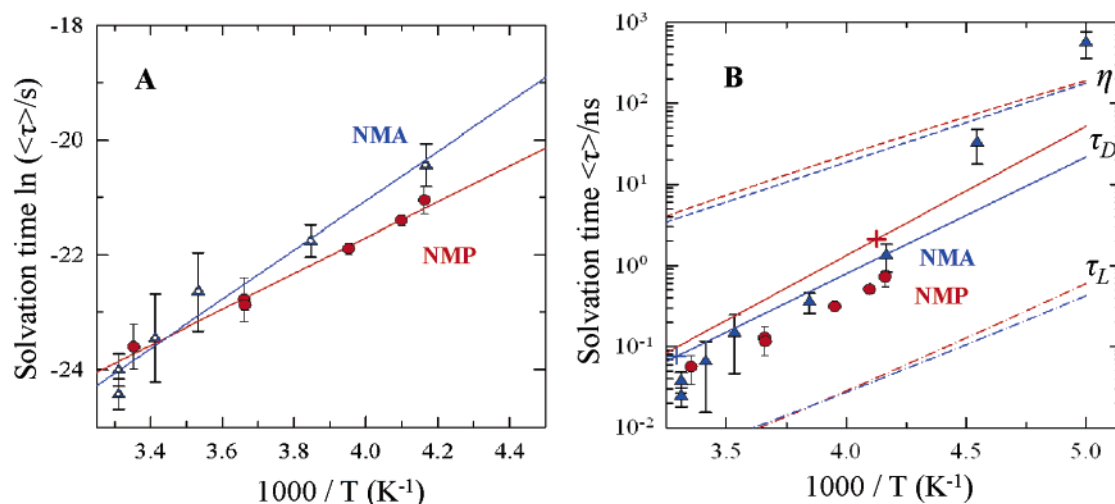 A
NMA
NMP
Solvation time ln (<τ>/s)
-18
-20
-22
-24
3.4 3.6 3.8 4.0 4.2 4.4
1000 / T (K⁻¹)
B
η
τD
τL
NMA
NMP
Solvation time <τ>/ns
10³
10²
10¹
10⁰
10⁻¹
10⁻²
3.5 4.0 4.5 5.0
1000 / T (K⁻¹)